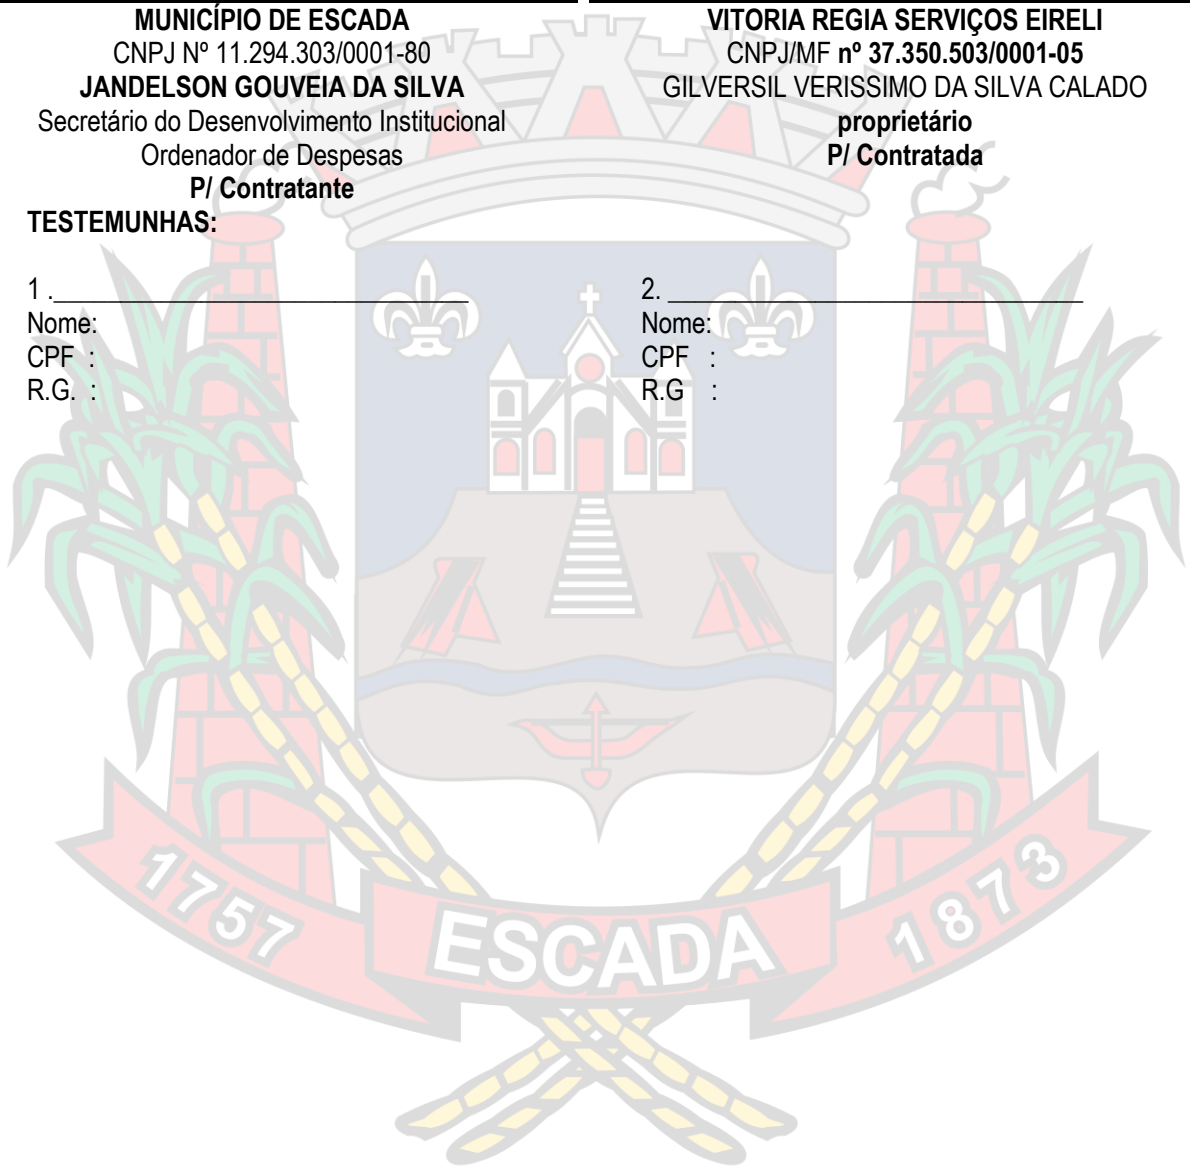 MUNICÍPIO DE ESCADA
CNPJ Nº 11.294.303/0001-80
JANDELSON GOUVEIA DA SILVA
Secretário do Desenvolvimento Institucional
Ordenador de Despesas
P/ Contratante
VITORIA REGIA SERVIÇOS EIRELI
CNPJ/MF nº 37.350.503/0001-05
GILVERSIL VERISSIMO DA SILVA CALADO
proprietário
P/ Contratada
TESTEMUNHAS:
1 ._______________________________
Nome:
CPF :
R.G. :
2. _________________________________
Nome:
CPF :
R.G :
1757
ESCADA
1873